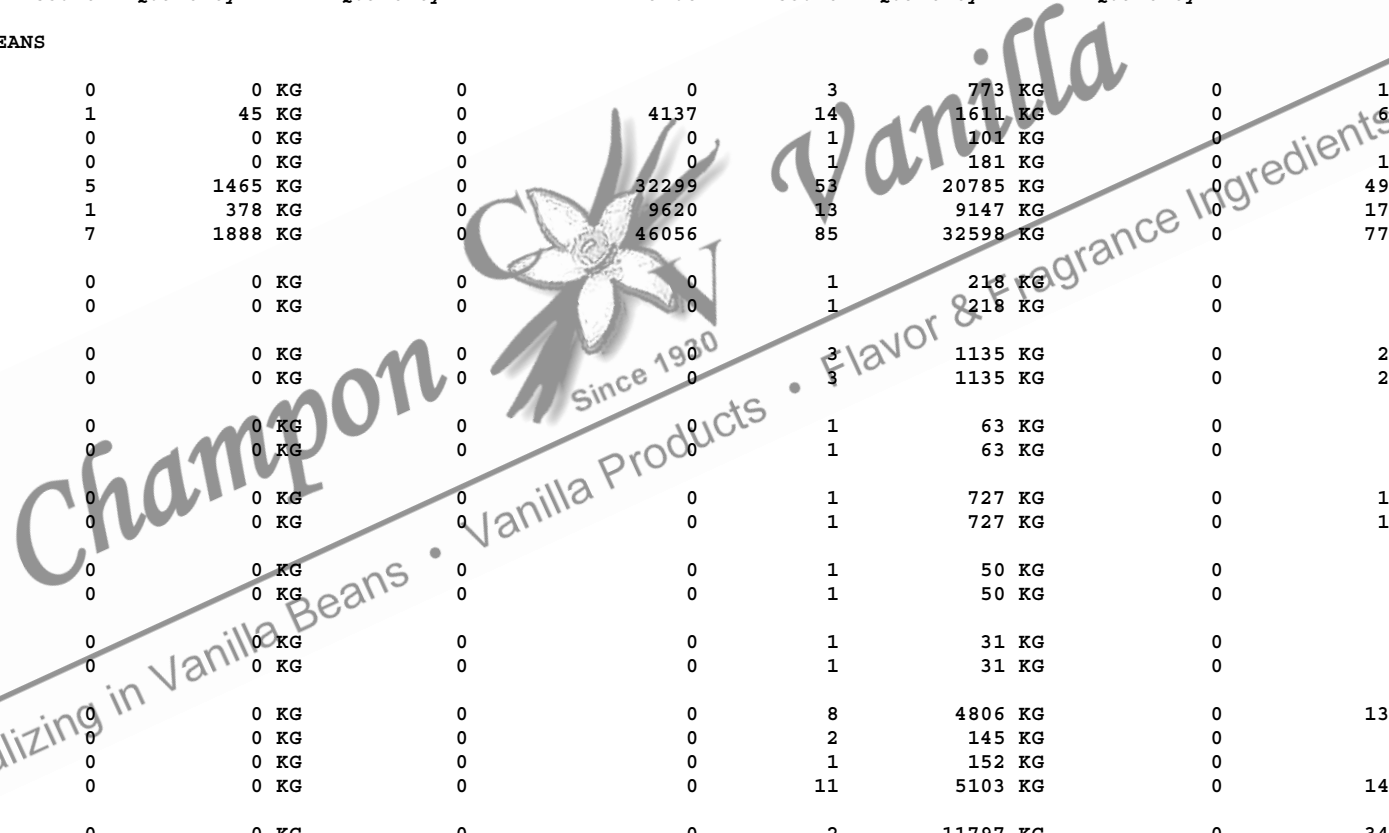 EANS
0 0 KG 0 0 3 773 KG 0 1
1 45 KG 0 4137 14 1611 KG 0 6
0 0 KG 0 0 1 101 KG 0
0 0 KG 0 0 1 181 KG 0 1
5 1465 KG 0 32299 53 20785 KG 0 49
1 378 KG 0 9620 13 9147 KG 0 17
7 1888 KG 0 46056 85 32598 KG 0 77
0 0 KG 0 0 1 218 KG 0
0 0 KG 0 0 1 218 KG 0
0 0 KG 0 0 3 1135 KG 0 2
0 0 KG 0 0 3 1135 KG 0 2
0 0 KG 0 0 1 63 KG 0
0 0 KG 0 0 1 63 KG 0
0 0 KG 0 0 1 727 KG 0 1
0 0 KG 0 0 1 727 KG 0 1
0 0 KG 0 0 1 50 KG 0
0 0 KG 0 0 1 50 KG 0
0 0 KG 0 0 1 31 KG 0
0 0 KG 0 0 1 31 KG 0
0 0 KG 0 0 8 4806 KG 0 13
0 0 KG 0 0 2 145 KG 0
0 0 KG 0 0 1 152 KG 0
0 0 KG 0 0 11 5103 KG 0 14
0 0 KG 0 0 2 11797 KG 0 34
Champon Vanilla
C V
Since 1930
alizing in Vanilla Beans • Vanilla Products • Flavor & Fragrance Ingredients